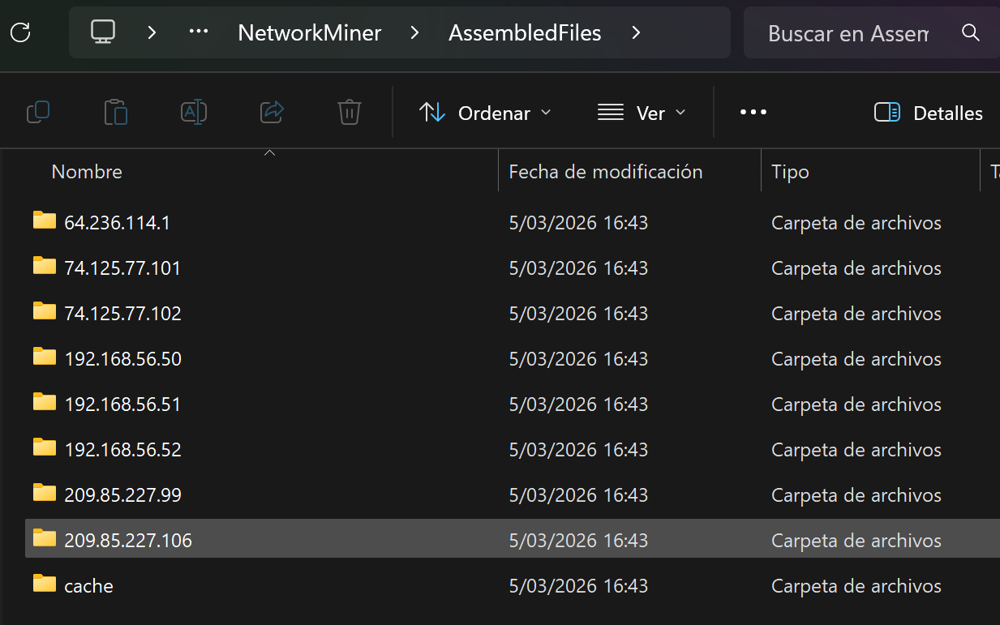 NetworkMiner AssembledFiles Buscar en Assem
Ordenar Ver Detalles
Nombre Fecha de modificación Tipo
64.236.114.1 5/03/2026 16:43 Carpeta de archivos
74.125.77.101 5/03/2026 16:43 Carpeta de archivos
74.125.77.102 5/03/2026 16:43 Carpeta de archivos
192.168.56.50 5/03/2026 16:43 Carpeta de archivos
192.168.56.51 5/03/2026 16:43 Carpeta de archivos
192.168.56.52 5/03/2026 16:43 Carpeta de archivos
209.85.227.99 5/03/2026 16:43 Carpeta de archivos
209.85.227.106 5/03/2026 16:43 Carpeta de archivos
cache 5/03/2026 16:43 Carpeta de archivos